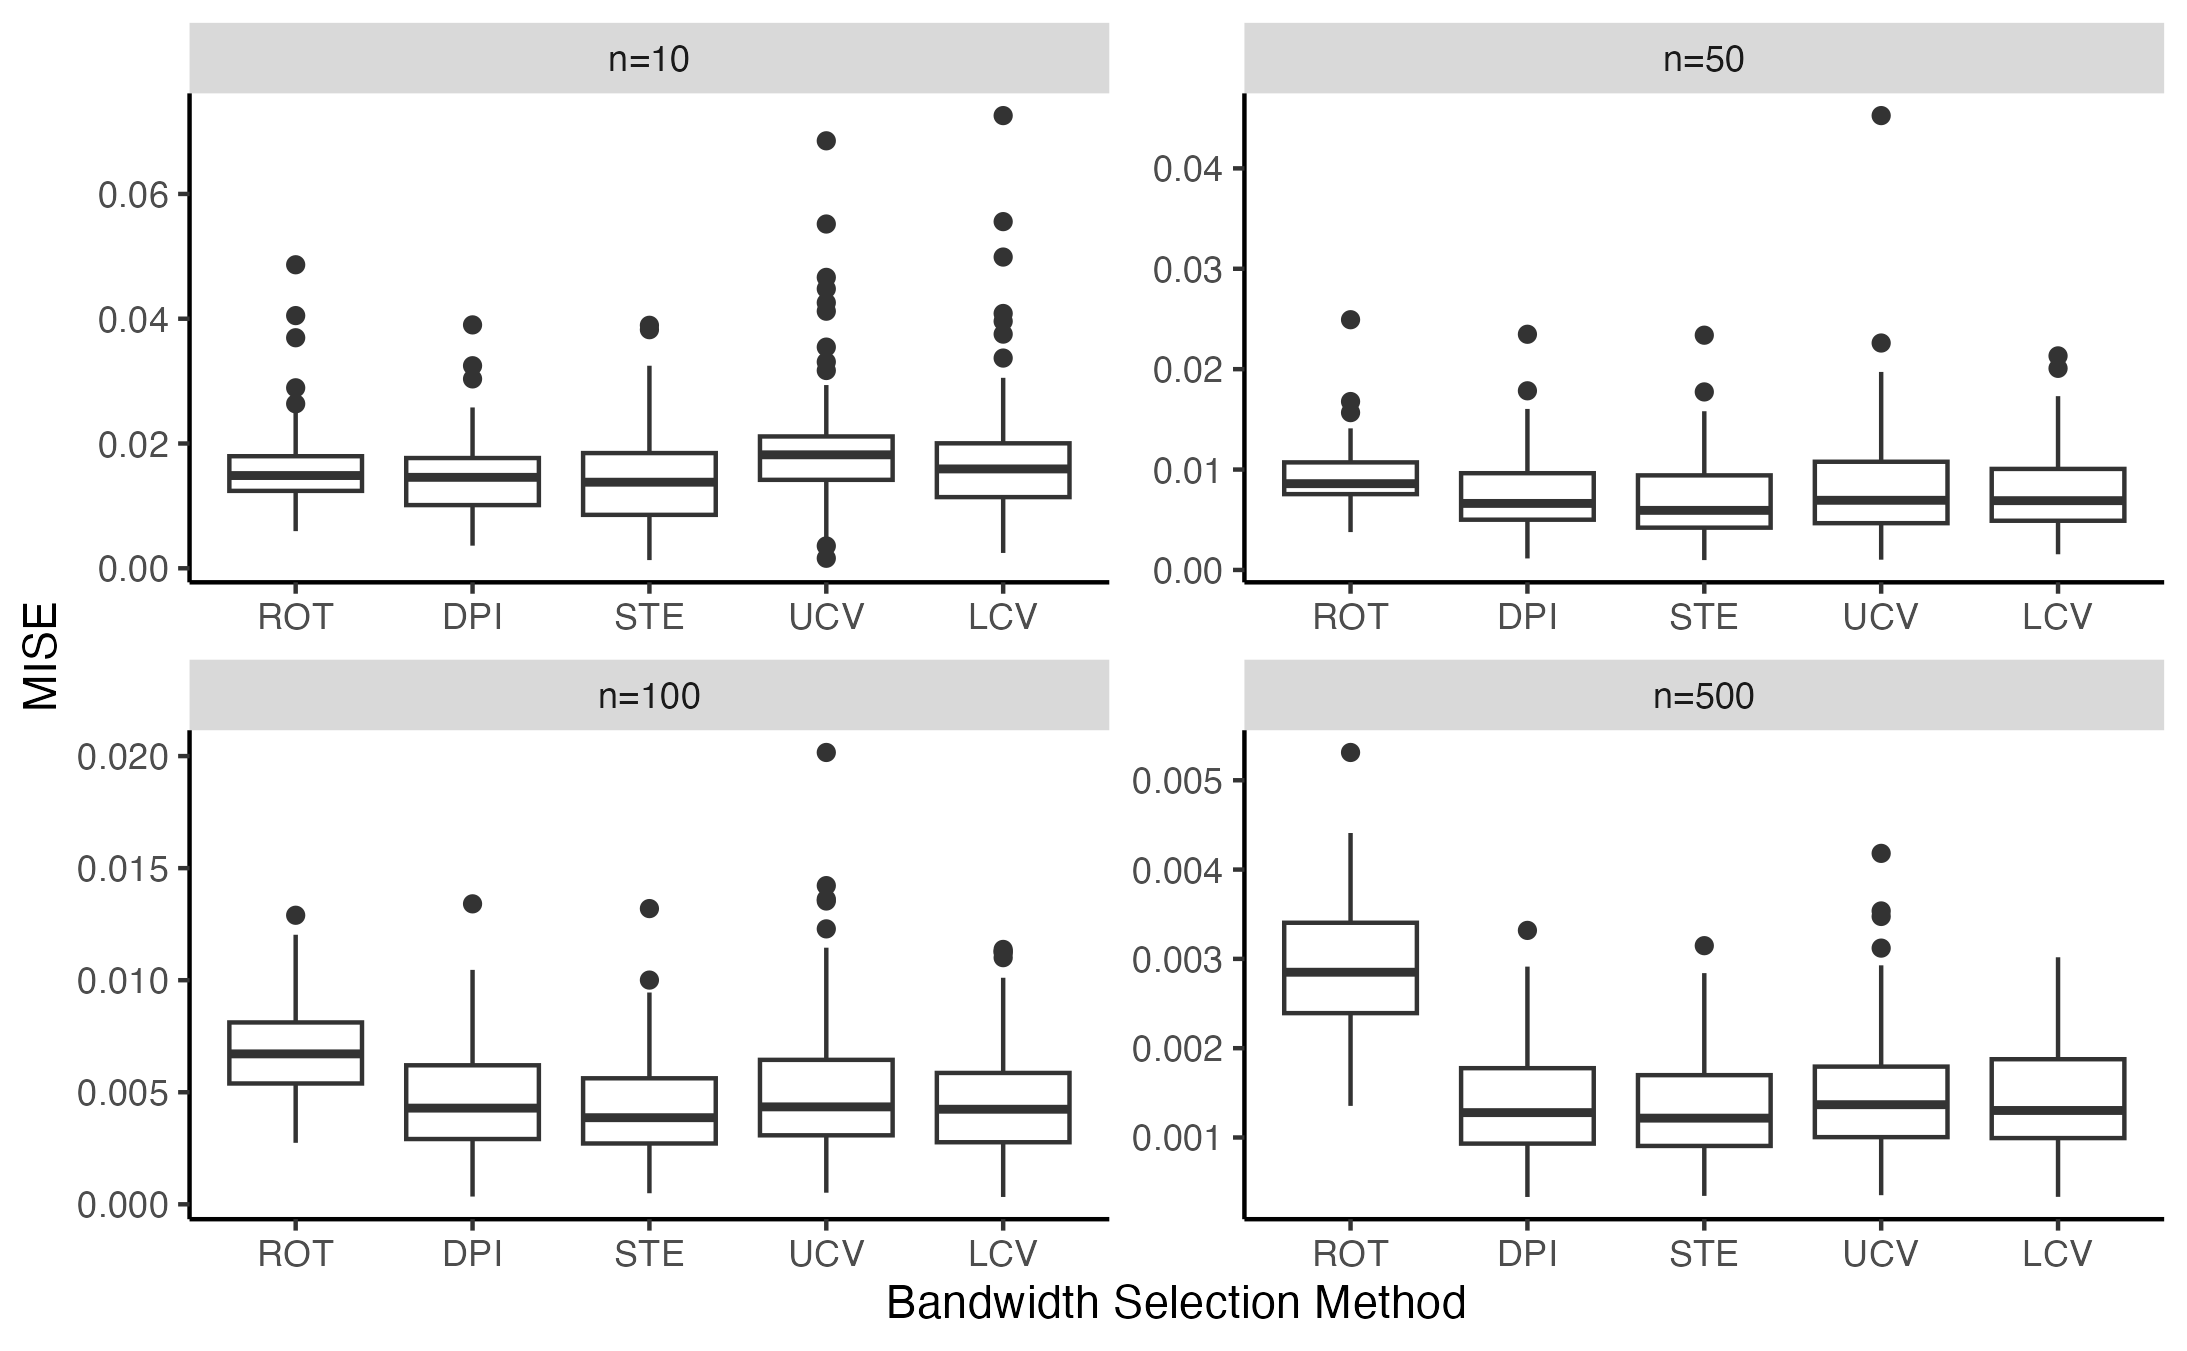 n=10
n=50
0.06
0.04
0.02
0.00
0.04
0.03
0.02
0.01
0.00
ROT DPI STE UCV LCV
ROT DPI STE UCV LCV
MISE
n=100
n=500
0.020
0.015
0.010
0.005
0.000
0.005
0.004
0.003
0.002
0.001
ROT DPI STE UCV LCV
ROT DPI STE UCV LCV
Bandwidth Selection Method